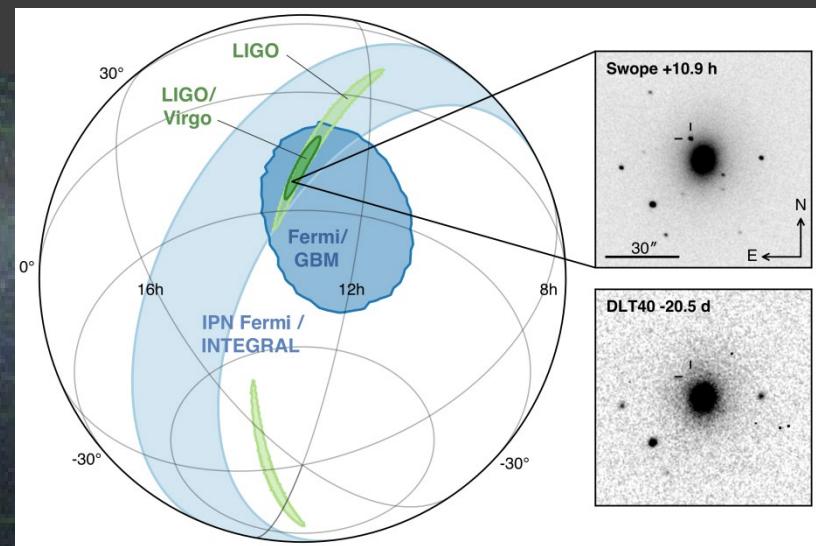 LIGO
30°
LIGO/
Virgo
Fermi/
GBM
0°
16h
12h
8h
IPN Fermi /
INTEGRAL
-30°
-30°
Swope +10.9 h
N
30″
E
DLT40 -20.5 d